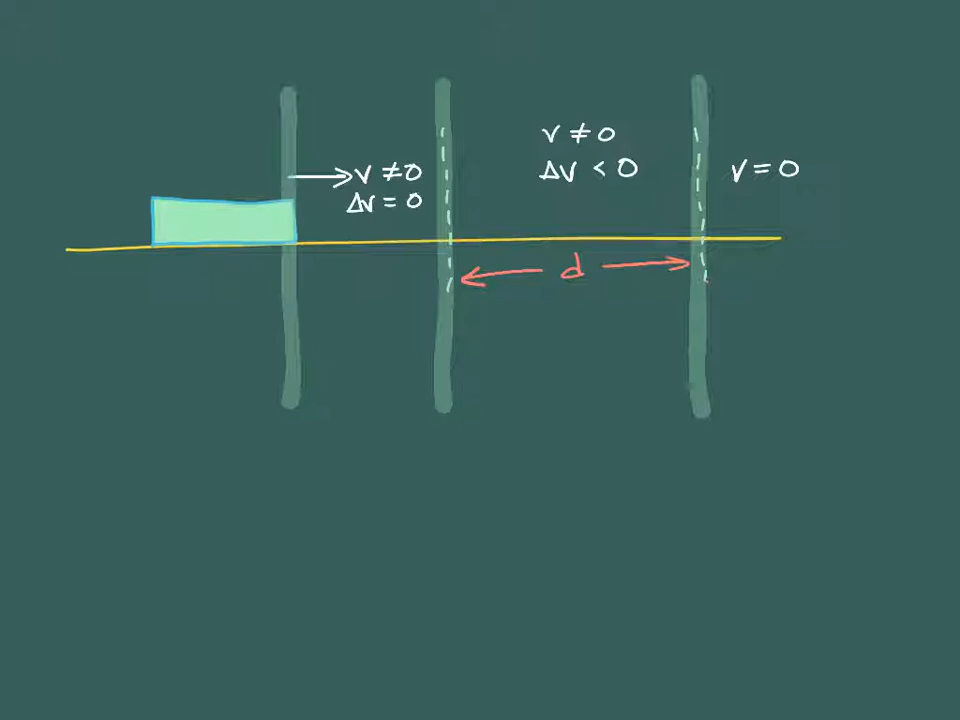 v ≠ 0
Δv = 0
v ≠ 0
Δv < 0
v = 0
d